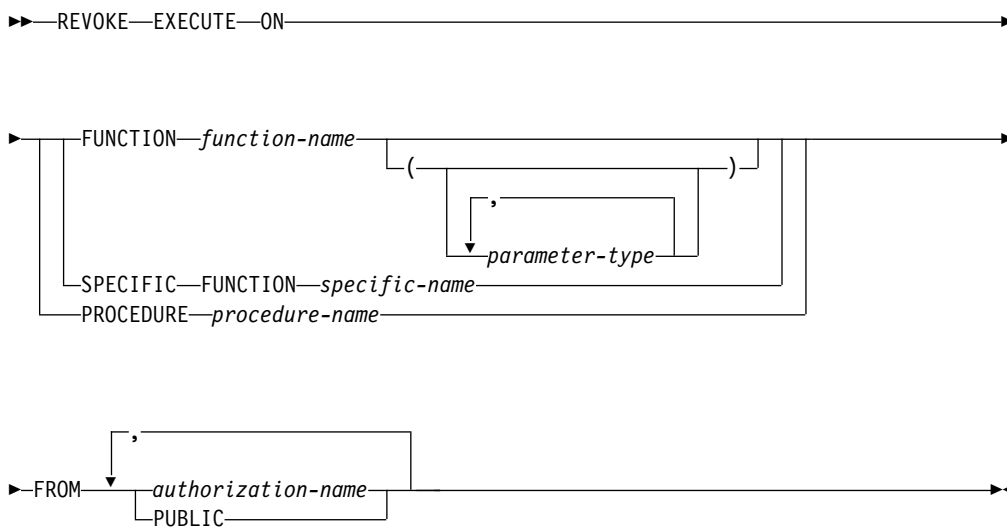 REVOKE EXECUTE ON
FUNCTION function-name
( )
,
parameter-type
SPECIFIC FUNCTION specific-name
PROCEDURE procedure-name
,
FROM authorization-name
PUBLIC